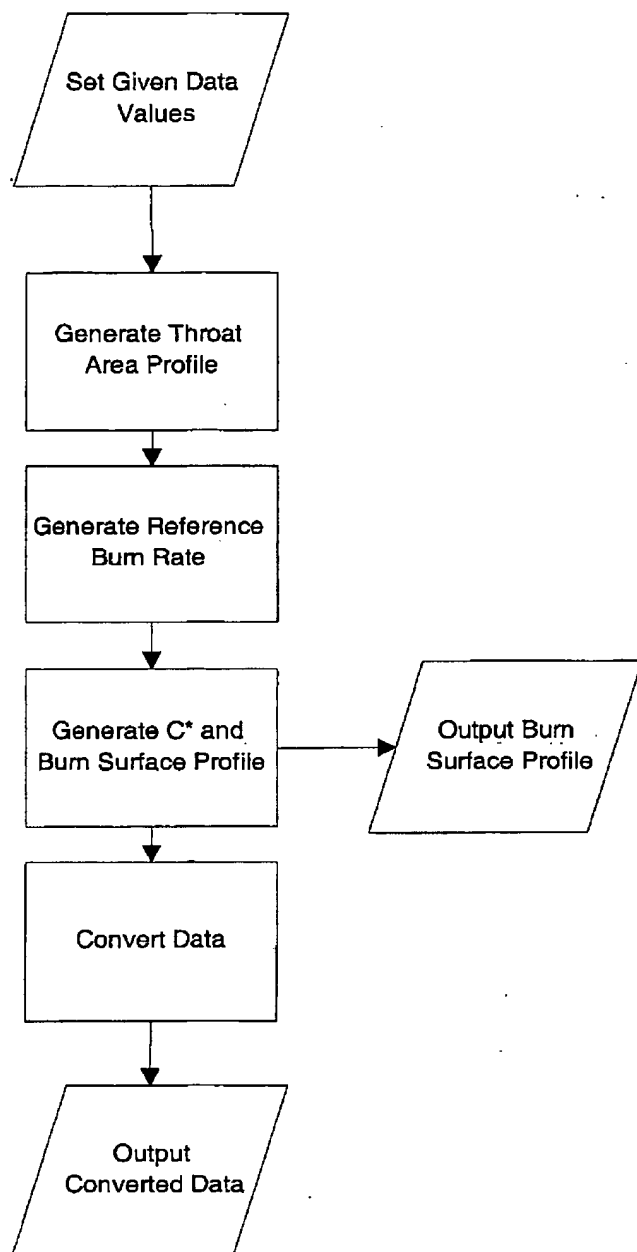 Set Given Data
Values
Generate Throat
Area Profile
Generate Reference
Burn Rate
Generate C* and
Burn Surface Profile
Output Burn
Surface Profile
Convert Data
Output
Converted Data